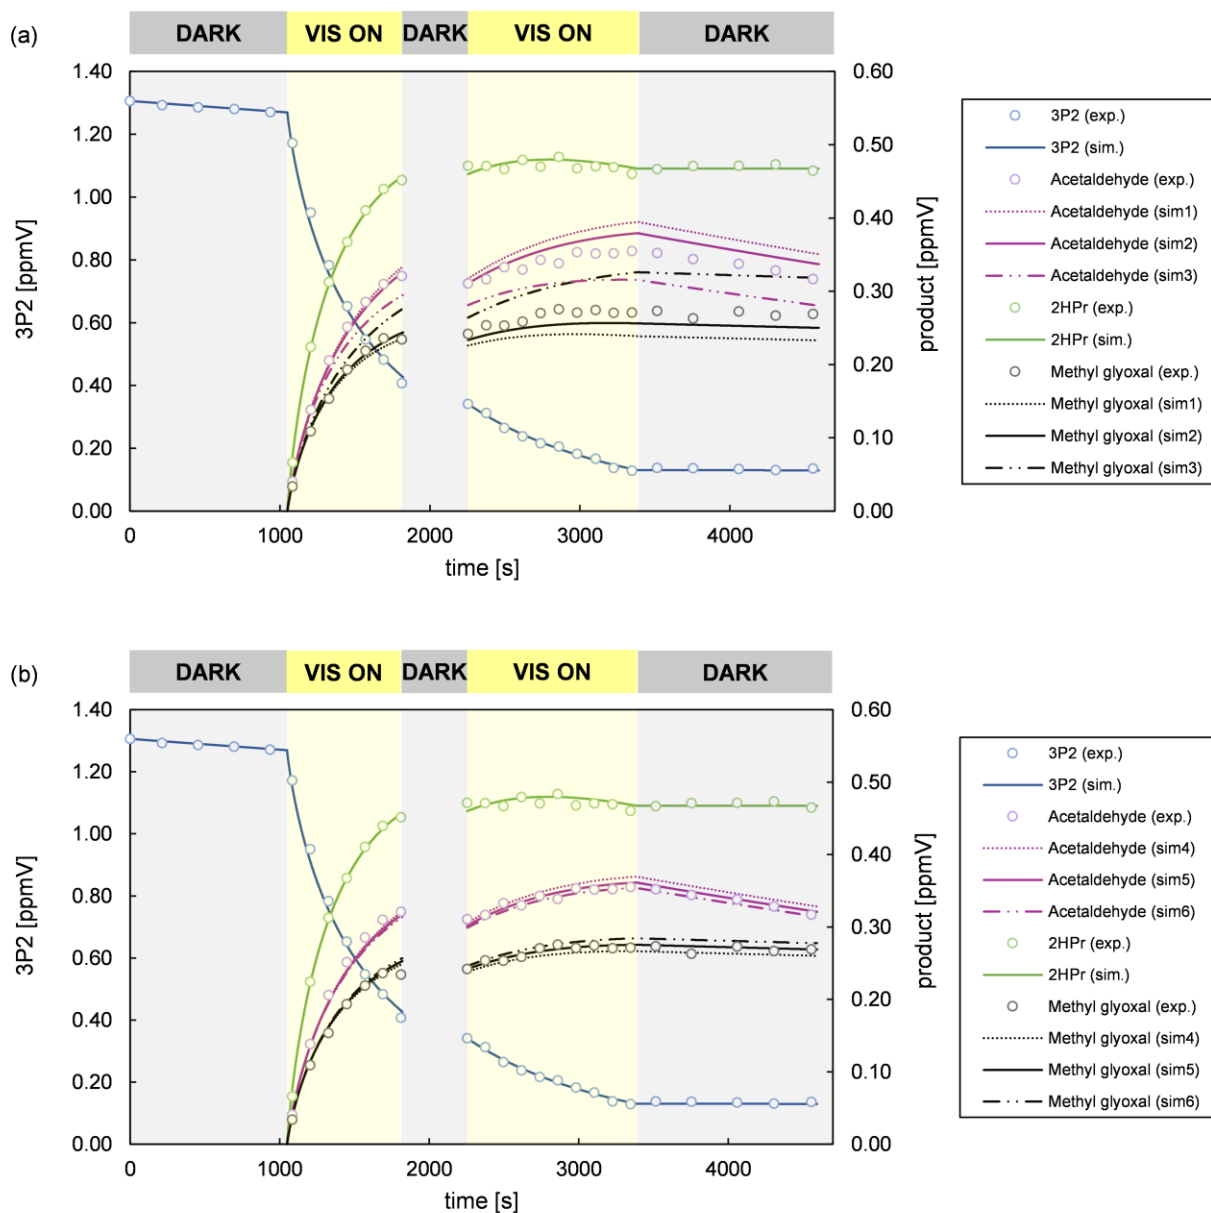 (a)
DARK VIS ON DARK VIS ON DARK
1.40 0.60
1.20 0.50
1.00 0.40
0.80 0.30
0.60 0.20
0.40 0.10
0.20 0.00
0.00
0 1000 2000 3000 4000
time [s]
3P2 [ppmV]
product [ppmV]
3P2 (exp.)
3P2 (sim.)
Acetaldehyde (exp.)
Acetaldehyde (sim1)
Acetaldehyde (sim2)
Acetaldehyde (sim3)
2HPr (exp.)
2HPr (sim.)
Methyl glyoxal (exp.)
Methyl glyoxal (sim1)
Methyl glyoxal (sim2)
Methyl glyoxal (sim3)
(b)
DARK VIS ON DARK VIS ON DARK
1.40 0.60
1.20 0.50
1.00 0.40
0.80 0.30
0.60 0.20
0.40 0.10
0.20 0.00
0.00
0 1000 2000 3000 4000
time [s]
3P2 [ppmV]
product [ppmV]
3P2 (exp.)
3P2 (sim.)
Acetaldehyde (exp.)
Acetaldehyde (sim4)
Acetaldehyde (sim5)
Acetaldehyde (sim6)
2HPr (exp.)
2HPr (sim.)
Methyl glyoxal (exp.)
Methyl glyoxal (sim4)
Methyl glyoxal (sim5)
Methyl glyoxal (sim6)